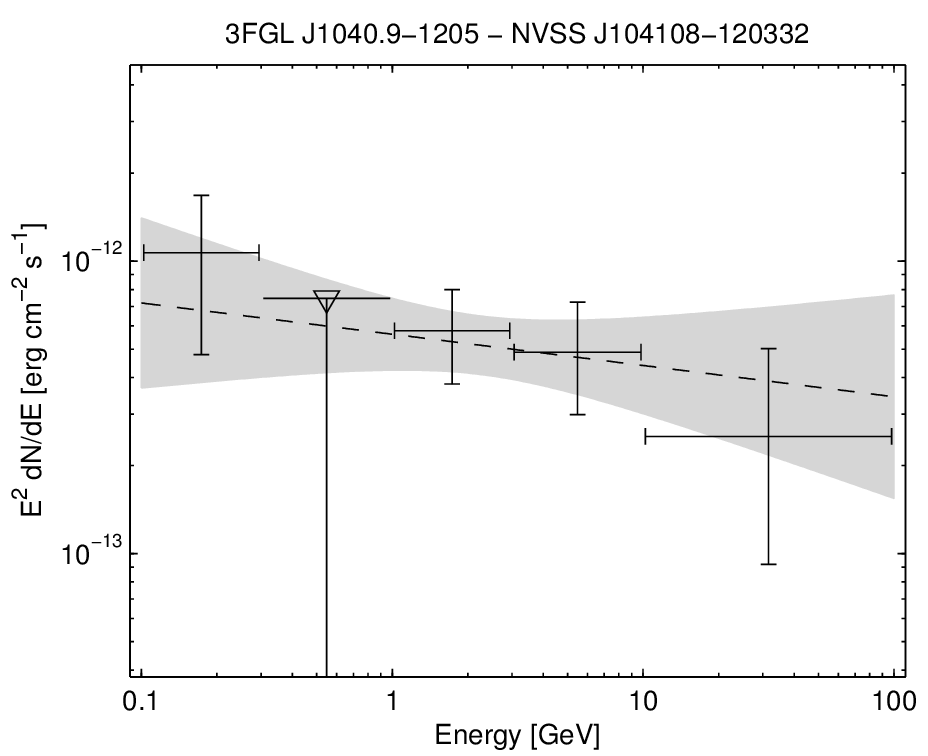 3FGL J1040.9−1205 − NVSS J104108−120332
E² dN/dE [erg cm⁻² s⁻¹]
10⁻¹²
10⁻¹³
0.1 1 10 100
Energy [GeV]